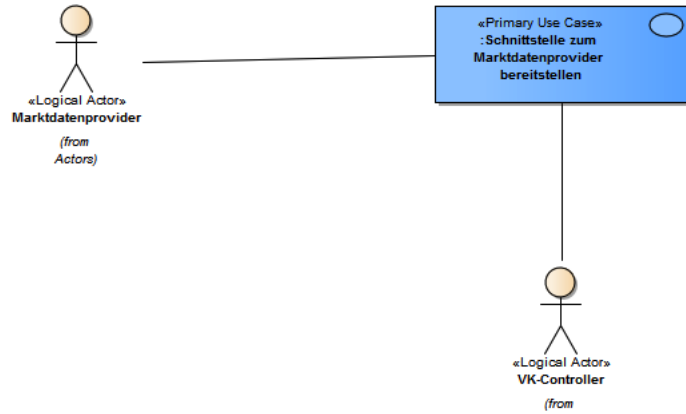 «Primary Use Case»
:Schnittstelle zum
Marktdatenprovider
bereitstellen
«Logical Actor»
Marktdatenprovider
(from
Actors)
«Logical Actor»
VK-Controller
(from